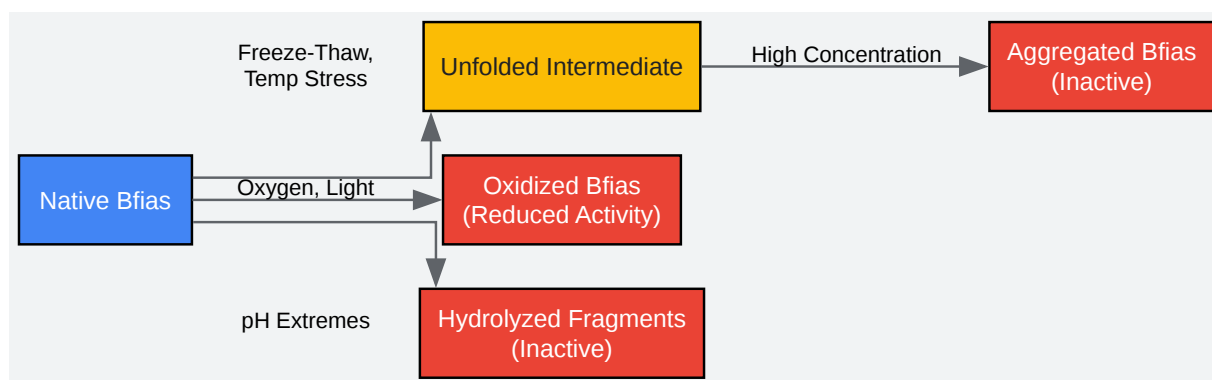 Freeze-Thaw,
Temp Stress
Unfolded Intermediate
High Concentration
Aggregated Bfias
(Inactive)
Native Bfias
Oxygen, Light
Oxidized Bfias
(Reduced Activity)
pH Extremes
Hydrolyzed Fragments
(Inactive)